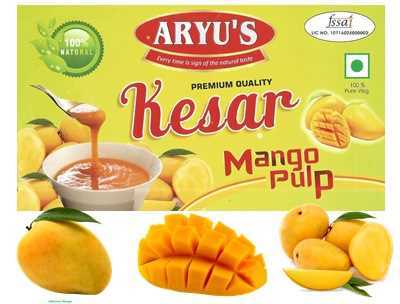 ARYU'S
Every time is sign of the natural taste
100%
NATURAL
fssai
LIC NO. 10716026000003
PREMIUM QUALITY
Kesar
100 %
Pure Veg.
Mango
Pulp